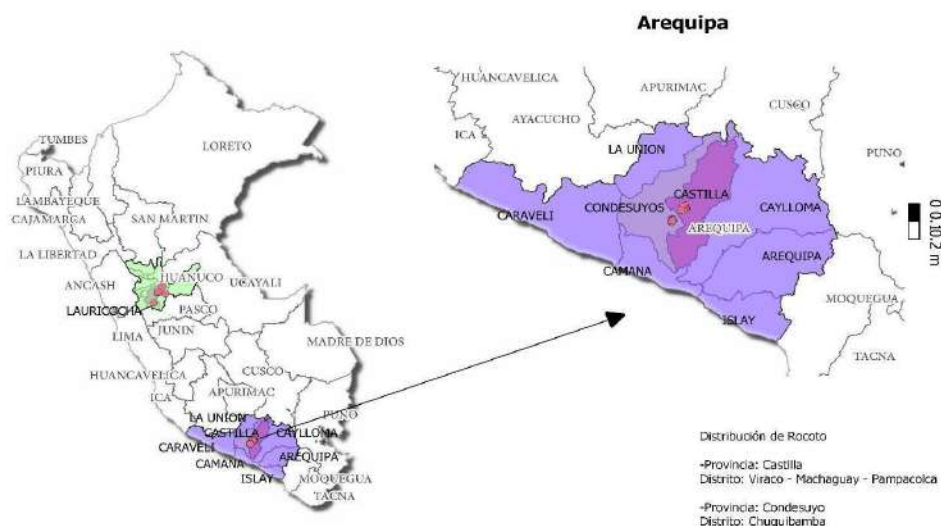 Arequipa
TUMBES
PIURA
LAMBAYEQUE
CAJAMARCA
LORETO
SAN MARTIN
LA LIBERTAD
ANCASH
HUANUCO
UCAYALI
LAURICOCHA
PASCO
LIMA
JUNIN
MADRE DE DIOS
HUANCAVELICA
CUSCO
ICA
APURIMAC
LA UNION
PUNO
CASTILLA
CAYLLOMA
CARAVELI
CAMANA
AREQUIPA
ISLAY
MOQUEGUA
TACNA
HUANCAVELICA
APURIMAC
CUSCO
ICA
AYACUCHO
LA UNION
PUNO
CASTILLA
CARAVELI
CONDESUYOS
CAYLLOMA
AREQUIPA
AREQUIPA
CAMANA
ISLAY
MOQUEGUA
TACNA
0 0.10.2 m
Distribución de Rocoto
-Provincia: Castilla
Distrito: Viraco - Machaguay - Pampacolca
-Provincia: Condesuyo
Distrito: Chuquibamba